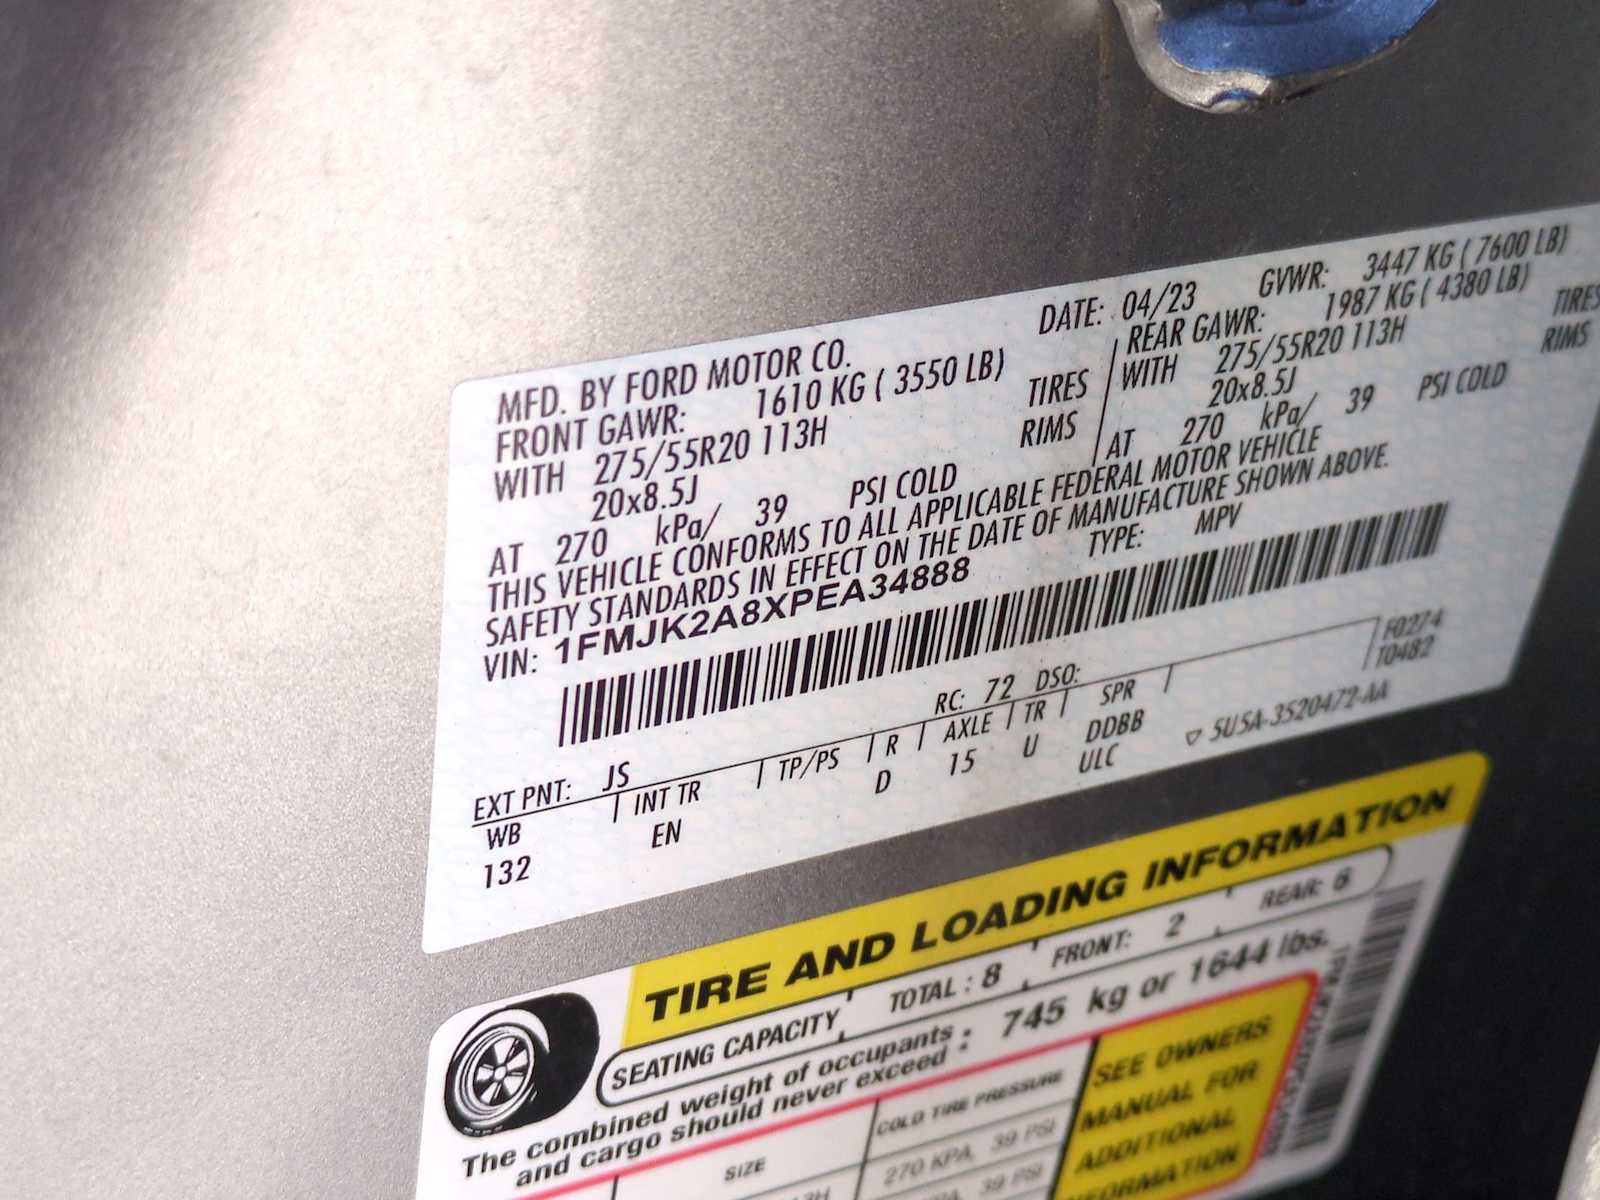 MFD. BY FORD MOTOR CO. DATE: 04/23 GVWR: 3447 KG ( 7600 LB)
FRONT GAWR: 1610 KG ( 3550 LB) REAR GAWR: 1987 KG ( 4380 LB)
WITH 275/55R20 113H TIRES WITH 275/55R20 113H TIRES
20x8.5J RIMS 20x8.5J RIMS
AT 270 kPa/ 39 PSI COLD AT 270 kPa/ 39 PSI COLD
THIS VEHICLE CONFORMS TO ALL APPLICABLE FEDERAL MOTOR VEHICLE
SAFETY STANDARDS IN EFFECT ON THE DATE OF MANUFACTURE SHOWN ABOVE.
VIN: 1FMJK2A8XPEA34888 TYPE: MPV
F0274
T0482
EXT PNT: JS RC: 72 DSO:
WB INT TR TP/PS R AXLE TR SPR
132 EN D 15 U DDBB
ULC
▽ 5U5A-3520472-AA
TIRE AND LOADING INFORMATION
SEATING CAPACITY TOTAL : 8 FRONT: 2 REAR: 6
The combined weight of occupants : 745 kg or 1644 lbs.
and cargo should never exceed
SIZE COLD TIRE PRESSURE
270 KPA, 39 PSI
39 PSI
SEE OWNERS
MANUAL FOR
ADDITIONAL
INFORMATION